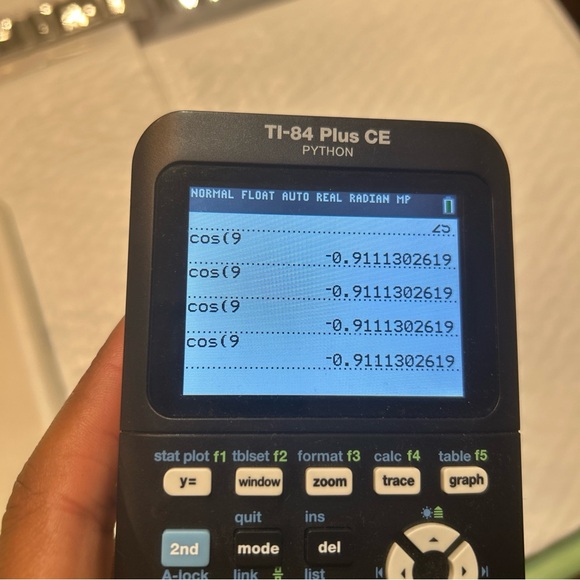 TI-84 Plus CE
PYTHON
NORMAL FLOAT AUTO REAL RADIAN MP
25
cos(9
-0.9111302619
cos(9
-0.9111302619
cos(9
-0.9111302619
cos(9
-0.9111302619
stat plot f1 tblset f2 format f3 calc f4 table f5
y= window zoom trace graph
quit ins
2nd mode del
A-lock link list